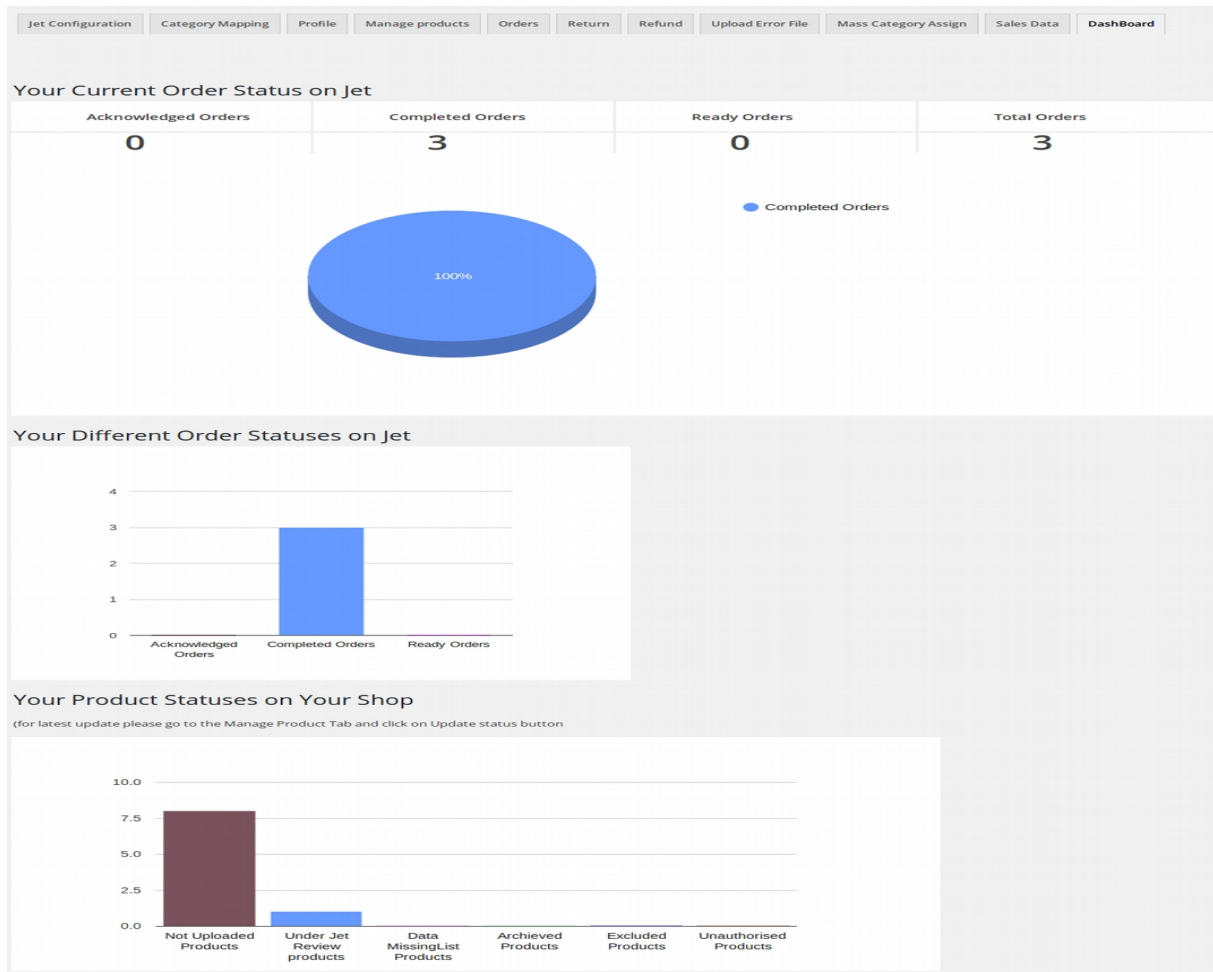 Jet Configuration Category Mapping Profile Manage products Orders Return Refund Upload Error File Mass Category Assign Sales Data DashBoard
Your Current Order Status on Jet
Acknowledged Orders Completed Orders Ready Orders Total Orders
0 3 0 3
Completed Orders
100%
Your Different Order Statuses on Jet
4
3
2
1
0
Acknowledged Completed Orders Ready Orders
Orders
Your Product Statuses on Your Shop
(for latest update please go to the Manage Product Tab and click on Update status button
10.0
7.5
5.0
2.5
0.0
Not Uploaded Under Jet Data Archieved Excluded Unauthorised
Products Review MissingList Products Products Products
products Products